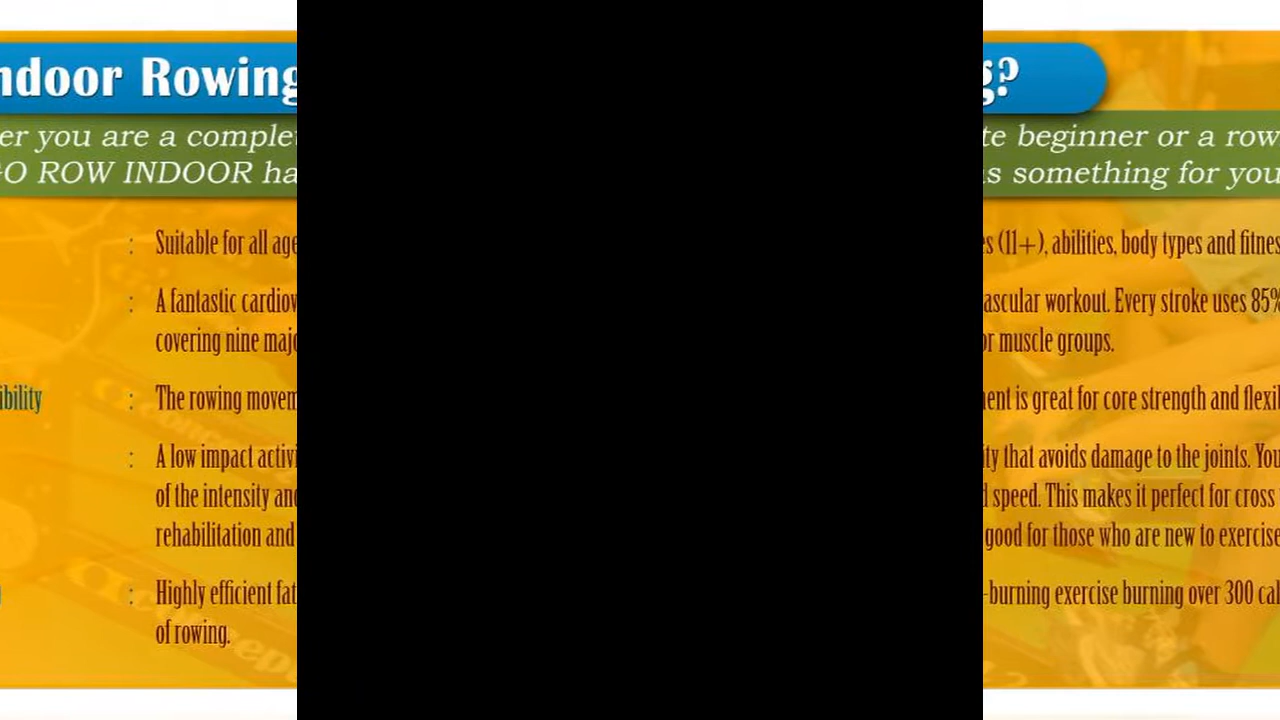 ndoor Rowing g?
er you are a complet te beginner or a row
GO ROW INDOOR ha as something for you
: Suitable for all age es (11+), abilities, body types and fitnes
: A fantastic cardiov ascular workout. Every stroke uses 85%
covering nine majo or muscle groups.
ibility : The rowing movem ent is great for core strength and flexi
: A low impact activi ity that avoids damage to the joints. You
of the intensity and d speed. This makes it perfect for cross
rehabilitation and good for those who are new to exercise
: Highly efficient fat -burning exercise burning over 300 cal
of rowing.